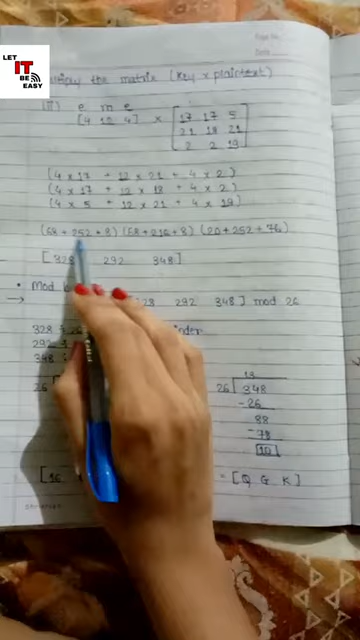 LET
IT
BE
EASY
Page No.
Date
the matrix (Key x plaintext)
(ii) e m e
[4 12 4] × [17 17 5
21 18 21
2 2 19]
(4 × 17 + 12 × 21 + 4 × 2)
(4 × 17 + 12 × 18 + 4 × 2)
(4 × 5 + 12 × 21 + 4 × 19)
(68 + 252 + 8) (68 + 216 + 8) (20 + 252 + 76)
[328 292 348]
• Mod
→ 328 292 348] mod 26
328 ÷ 26
292
348
13
26 26 348
-26
88
-78
10
[16 = [Q G K]